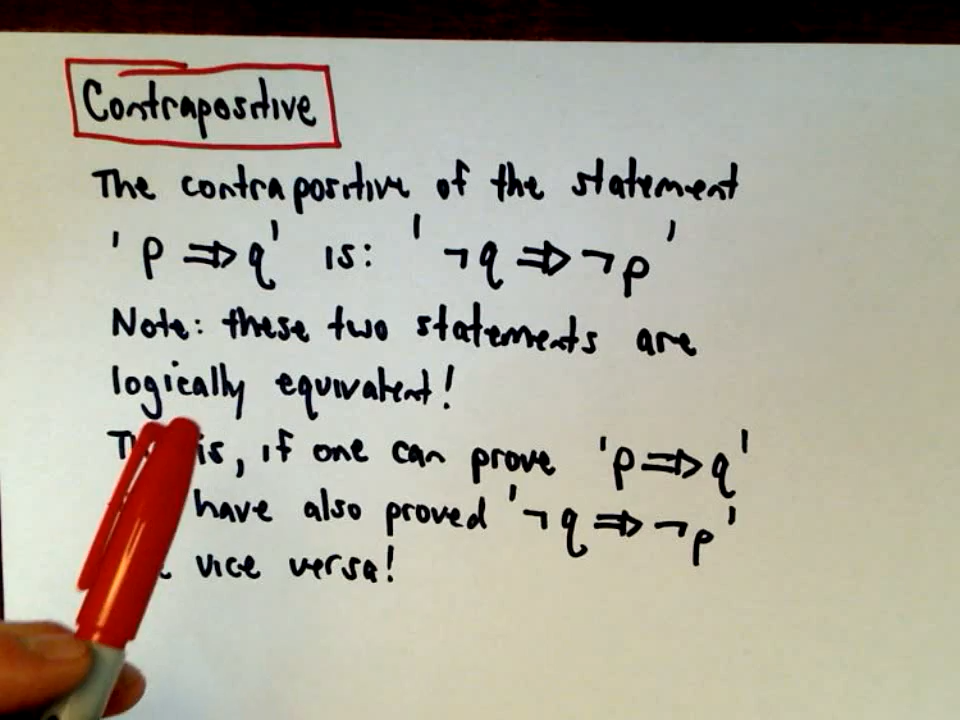 Contrapositive
The contrapositive of the statement
'p ⇒ q' is: '¬q ⇒ ¬p'
Note: these two statements are
logically equivalent!
is, if one can prove 'p ⇒ q'
have also proved '¬q ⇒ ¬p'
vice versa!